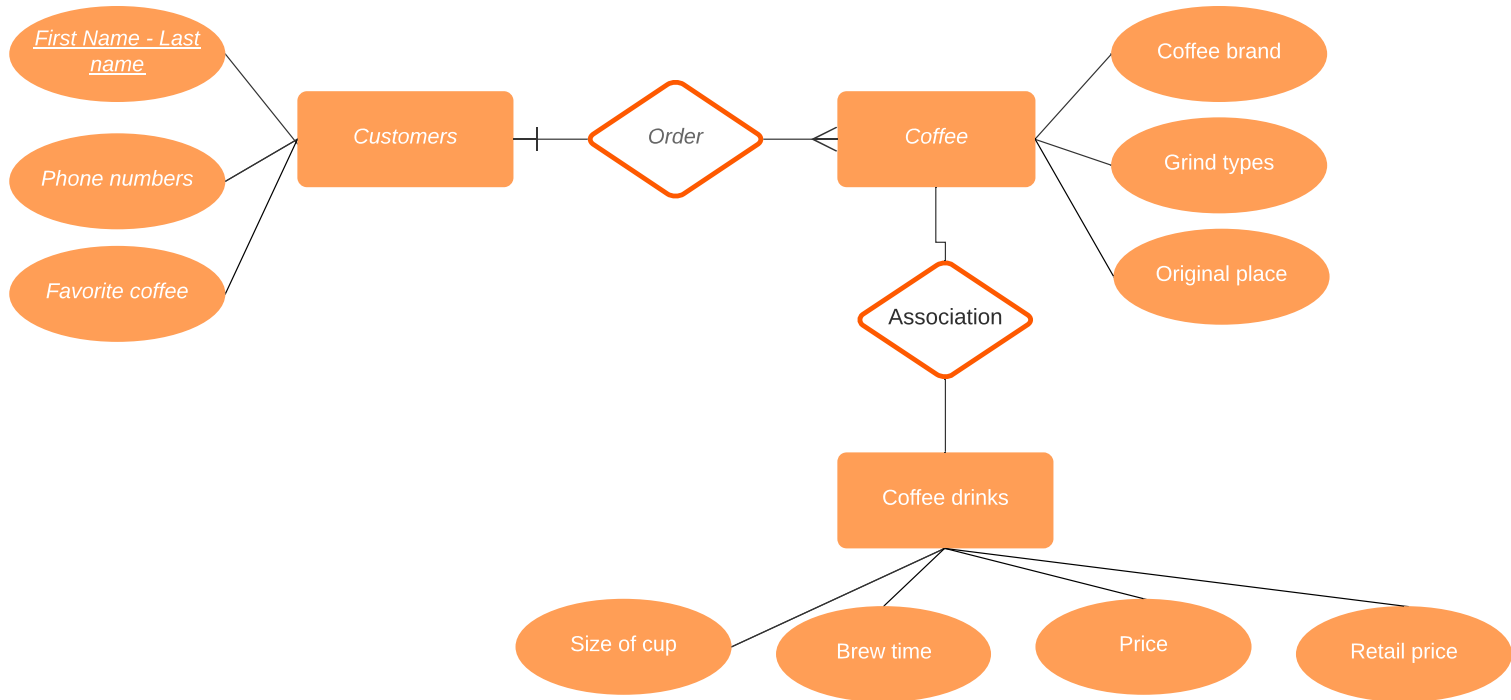 First Name - Last
name
Phone numbers
Favorite coffee
Customers
Order
Coffee
Coffee brand
Grind types
Original place
Association
Coffee drinks
Size of cup
Brew time
Price
Retail price